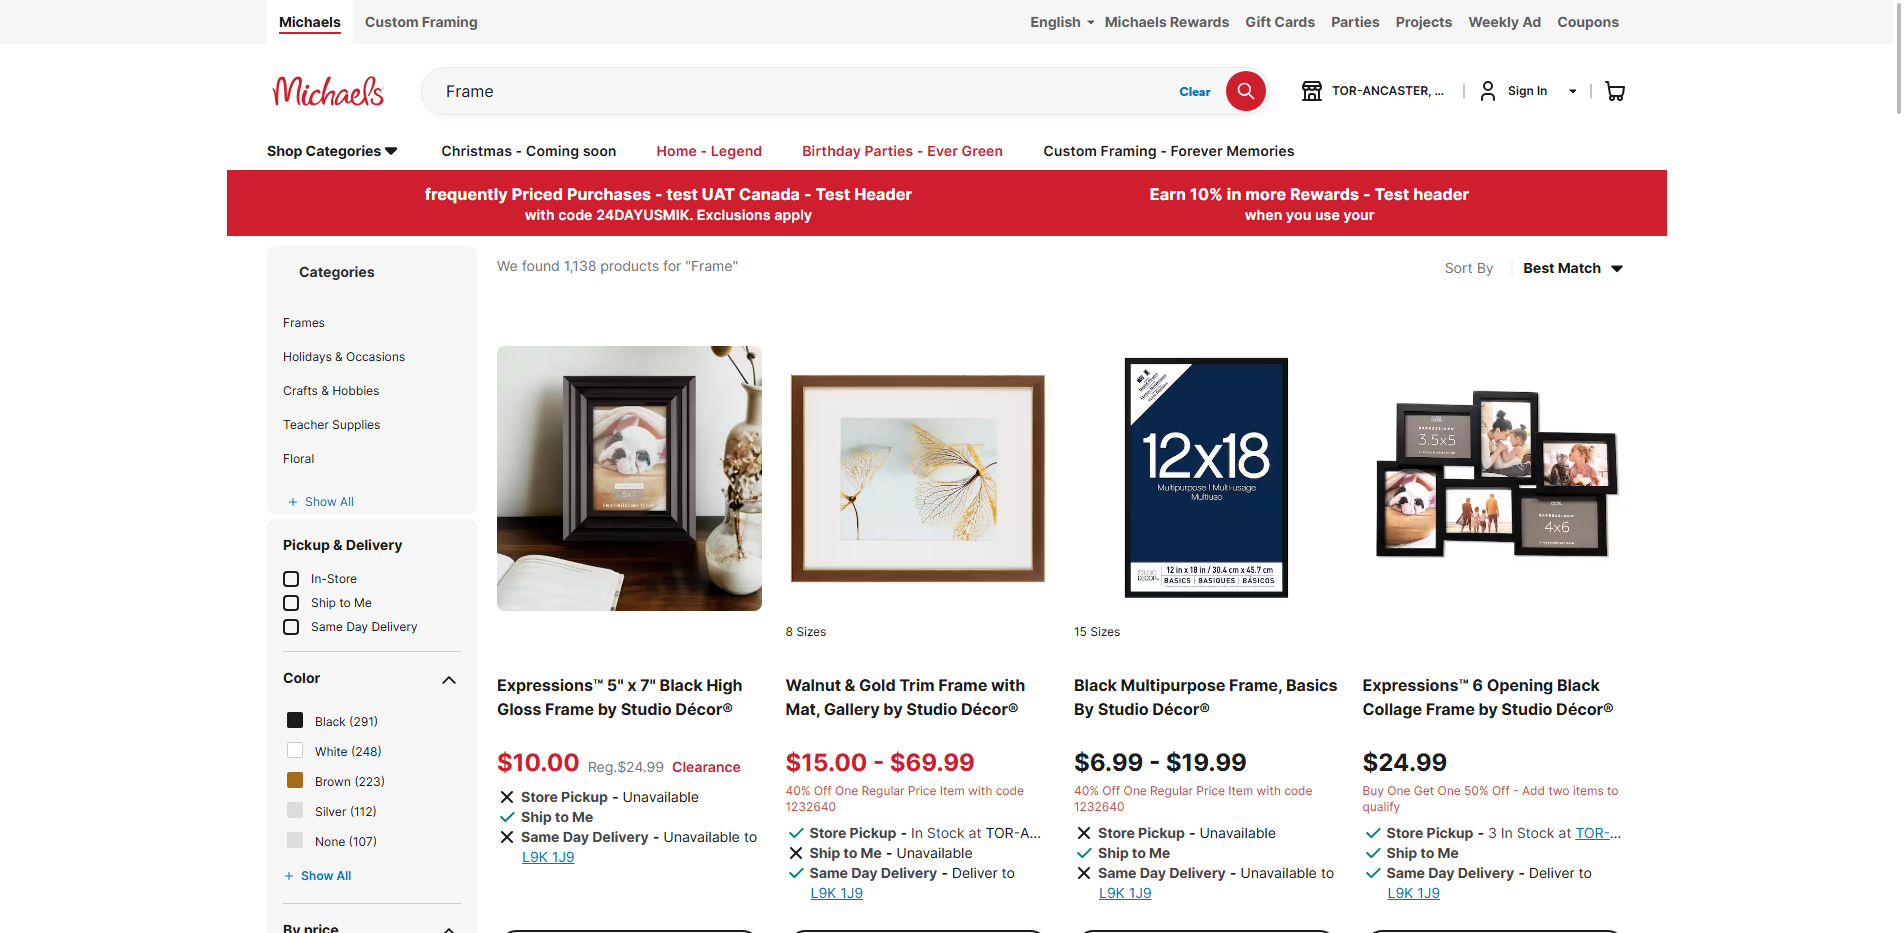 Michaels
Custom Framing
English
Michaels Rewards
Gift Cards
Parties
Projects
Weekly Ad
Coupons
Michaels
Frame
Clear
TOR-ANCASTER, ...
Sign In
Shop Categories
Christmas - Coming soon
Home - Legend
Birthday Parties - Ever Green
Custom Framing - Forever Memories
frequently Priced Purchases - test UAT Canada - Test Header
with code 24DAYUSMIK. Exclusions apply
Earn 10% in more Rewards - Test header
when you use your
Categories
Frames
Holidays & Occasions
Crafts & Hobbies
Teacher Supplies
Floral
+ Show All
Pickup & Delivery
In-Store
Ship to Me
Same Day Delivery
Color
Black (291)
White (248)
Brown (223)
Silver (112)
None (107)
+ Show All
By price
We found 1,138 products for "Frame"
Sort By
Best Match
5x7
Expressions™ 5" x 7" Black High
Gloss Frame by Studio Décor®
$10.00 Reg.$24.99 Clearance
Store Pickup - Unavailable
Ship to Me
Same Day Delivery - Unavailable to
L9K 1J9
8 Sizes
Walnut & Gold Trim Frame with
Mat, Gallery by Studio Décor®
$15.00 - $69.99
40% Off One Regular Price Item with code
1232640
Store Pickup - In Stock at TOR-A...
Ship to Me - Unavailable
Same Day Delivery - Deliver to
L9K 1J9
12x18
Multipurpose | Multi-usage
Multiuso
STUDIO
DECOR
12 in x 18 in / 30.4 cm x 45.7 cm
BASICS | BASIQUES | BÁSICOS
15 Sizes
Black Multipurpose Frame, Basics
By Studio Décor®
$6.99 - $19.99
40% Off One Regular Price Item with code
1232640
Store Pickup - Unavailable
Ship to Me
Same Day Delivery - Unavailable to
L9K 1J9
EXPRESSIONS
3.5x5
EXPRESSIONS
4x6
Expressions™ 6 Opening Black
Collage Frame by Studio Décor®
$24.99
Buy One Get One 50% Off - Add two items to
qualify
Store Pickup - 3 In Stock at TOR-...
Ship to Me
Same Day Delivery - Deliver to
L9K 1J9